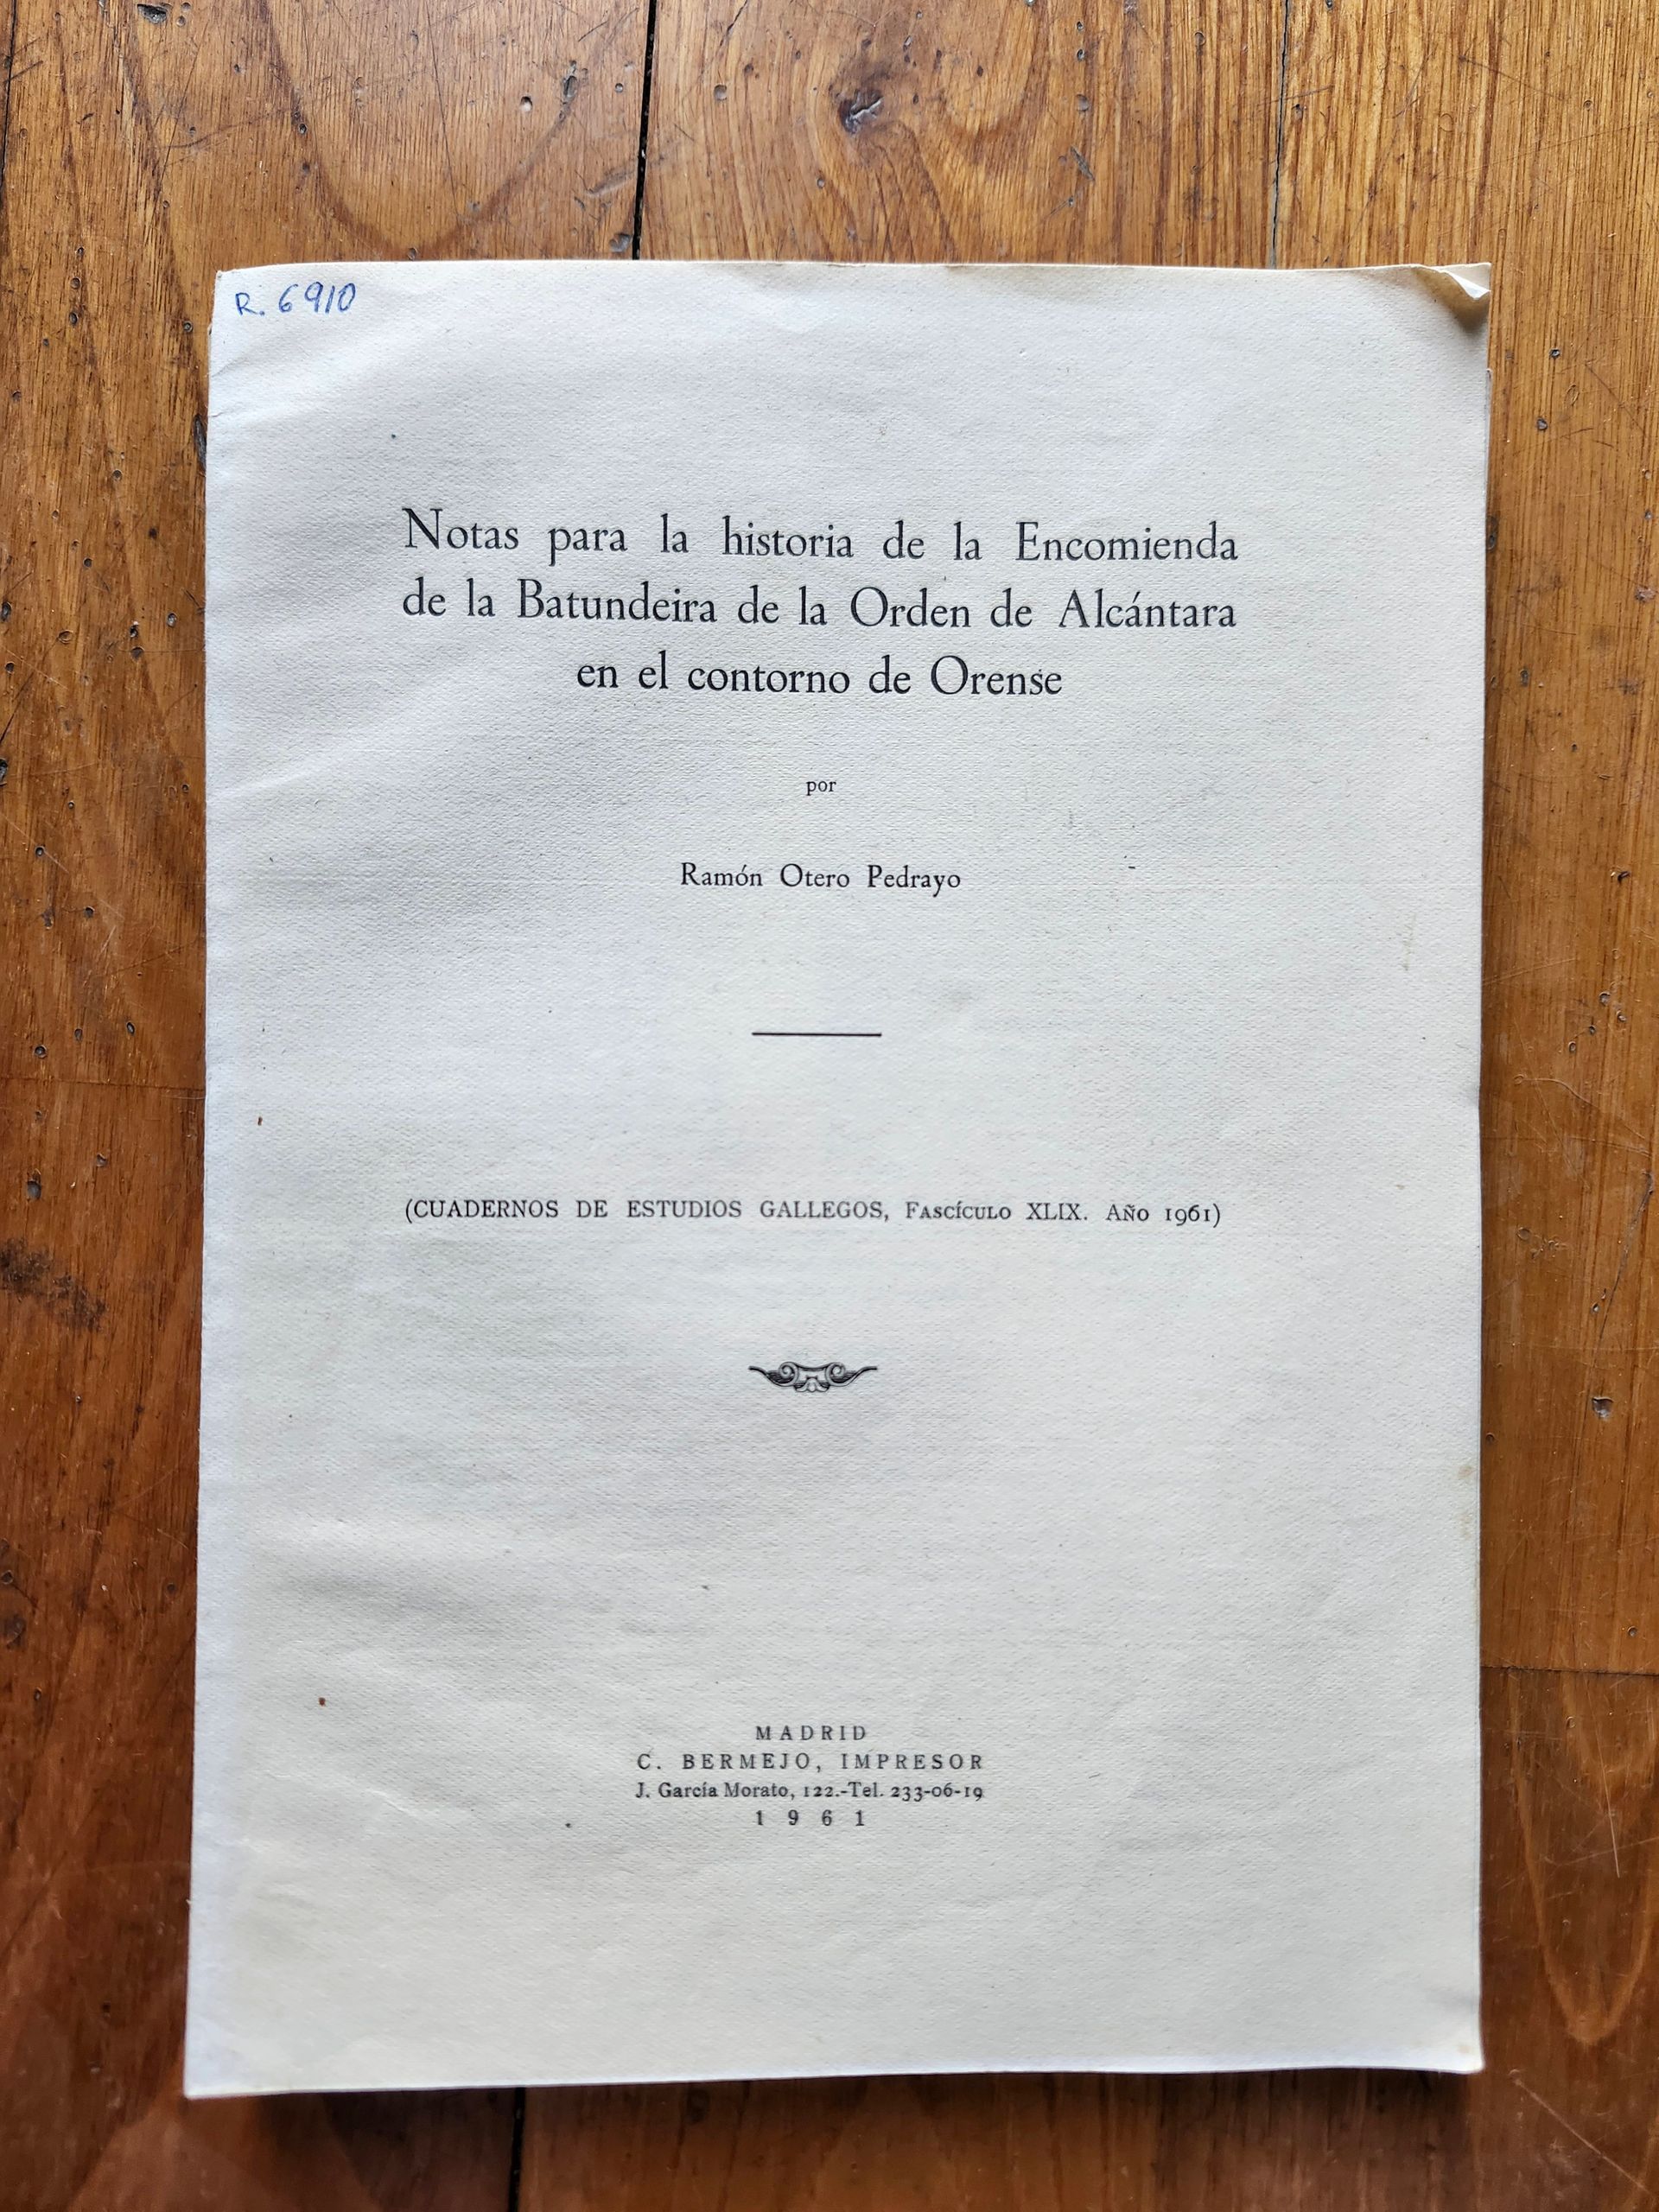 R. 6910
Notas para la historia de la Encomienda
de la Batundeira de la Orden de Alcántara
en el contorno de Orense
por
Ramón Otero Pedrayo
(CUADERNOS DE ESTUDIOS GALLEGOS, Fascículo XLIX. Año 1961)
MADRID
C. BERMEJO, IMPRESOR
J. García Morato, 122.-Tel. 233-06-19
1961